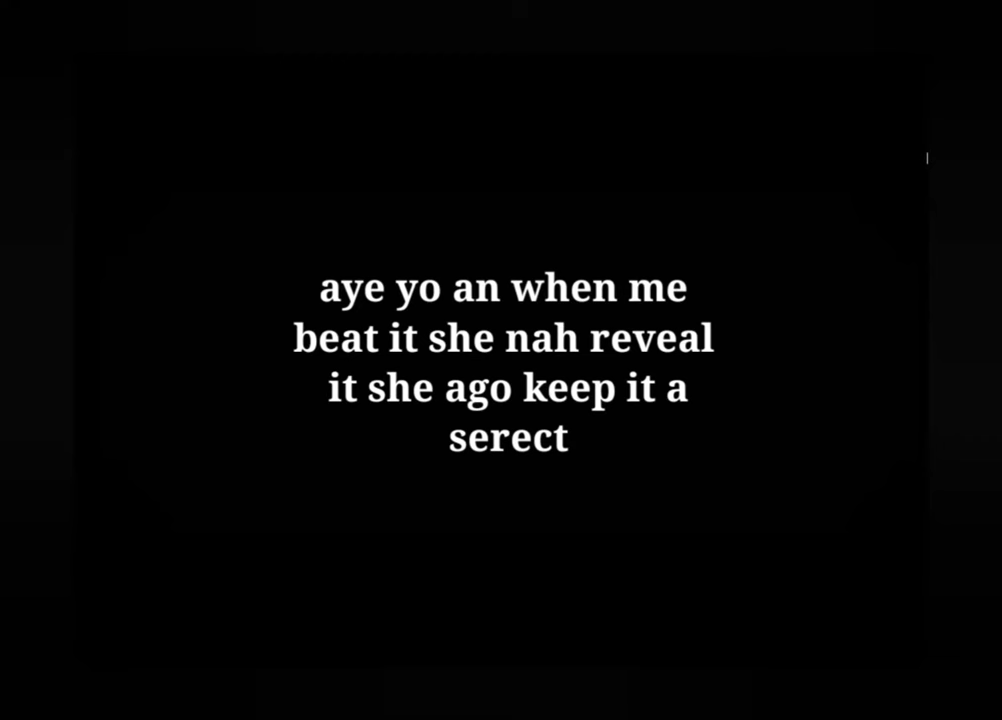 aye yo an when me
beat it she nah reveal
it she ago keep it a
serect